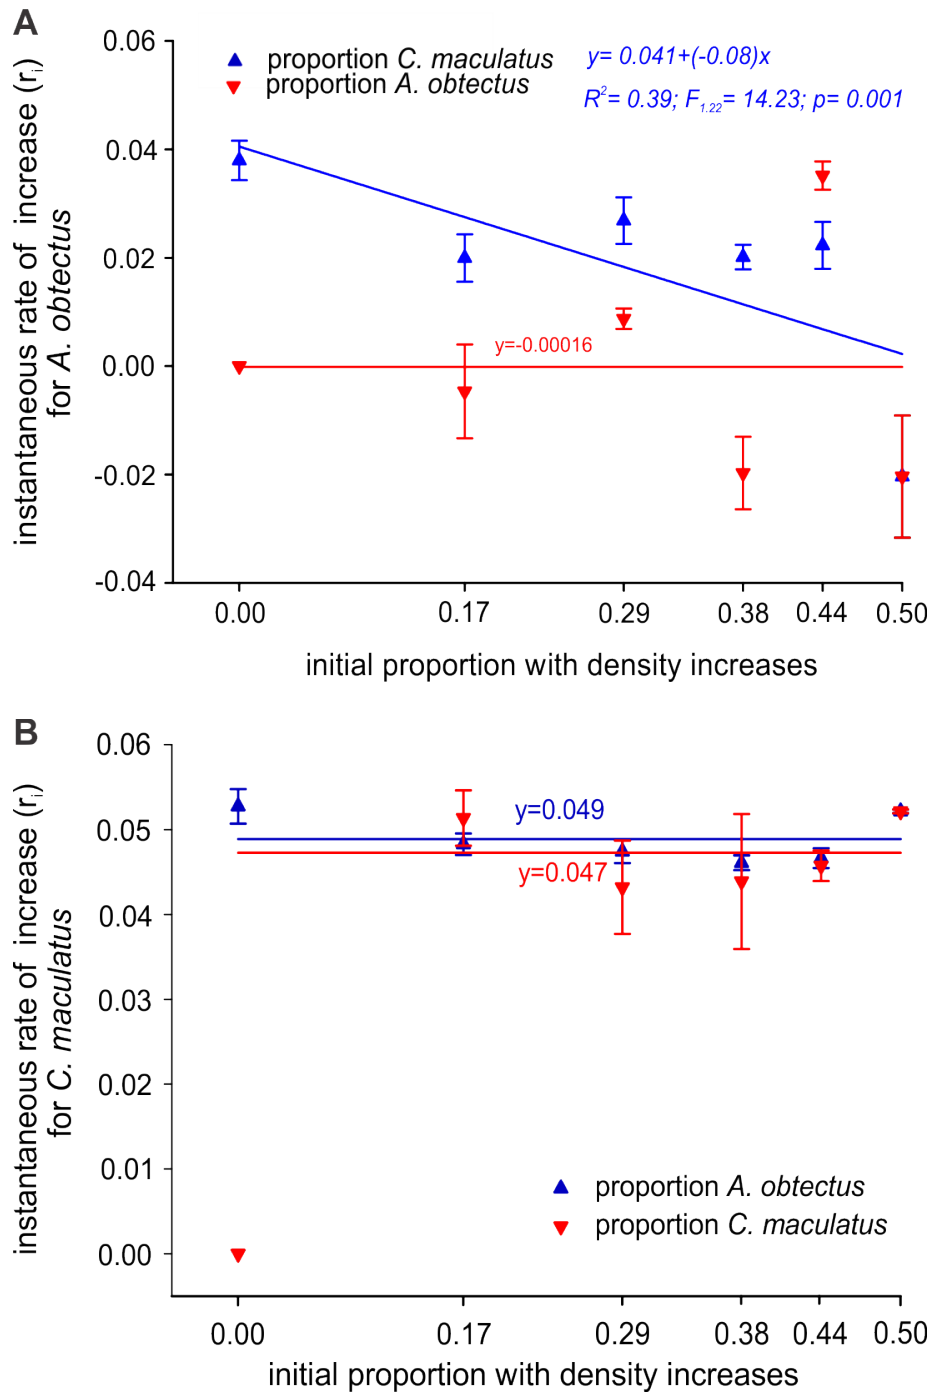 A
instantaneous rate of increase (ri)
for A. obtectus
0.06
0.04
0.02
0.00
-0.02
-0.04
proportion C. maculatus
proportion A. obtectus
y= 0.041+(-0.08)x
R2= 0.39; F1.22= 14.23; p= 0.001
y=-0.00016
0.00 0.17 0.29 0.38 0.44 0.50
initial proportion with density increases
B
instantaneous rate of increase (ri)
for C. maculatus
0.06
0.05
0.04
0.03
0.02
0.01
0.00
y=0.049
y=0.047
proportion A. obtectus
proportion C. maculatus
0.00 0.17 0.29 0.38 0.44 0.50
initial proportion with density increases